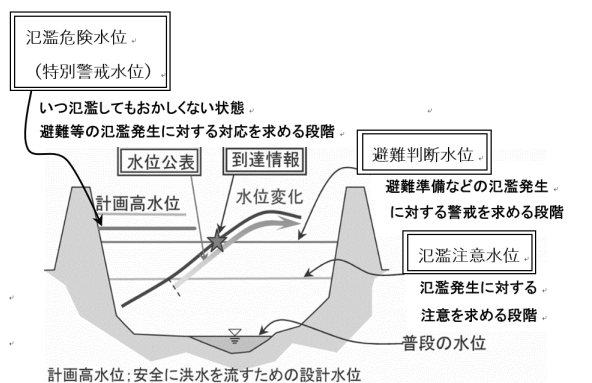 氾濫危険水位
（特別警戒水位）
いつ氾濫してもおかしくない状態
避難等の氾濫発生に対する対応を求める段階
水位公表
到達情報
避難判断水位
計画高水位
水位変化
避難準備などの氾濫発生
に対する警戒を求める段階
氾濫注意水位
氾濫発生に対する
注意を求める段階
普段の水位
計画高水位；安全に洪水を流すための設計水位